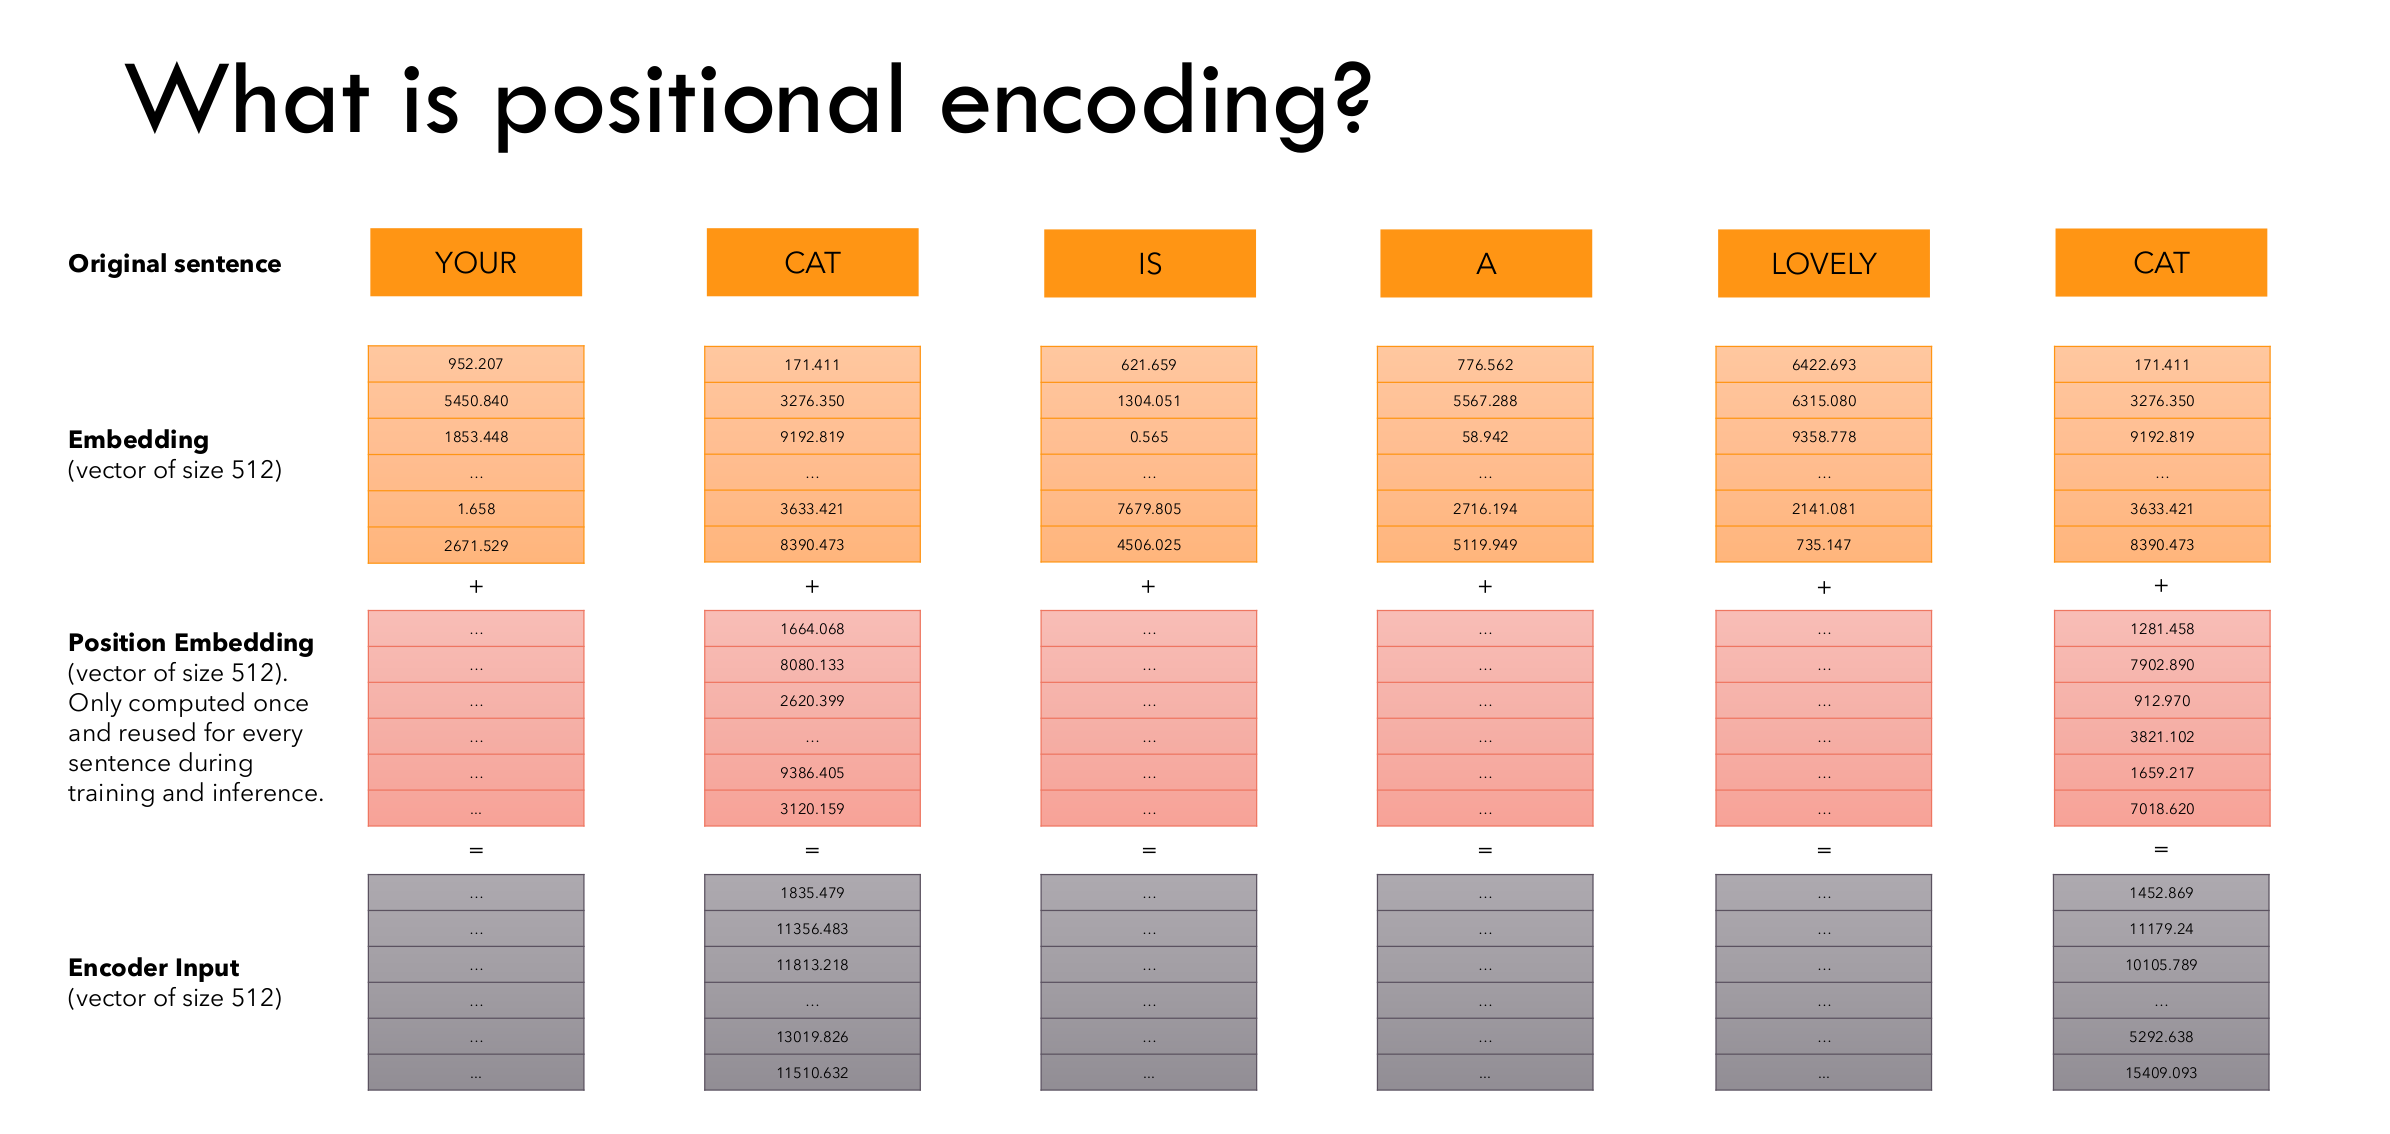 What is positional encoding?
Original sentence YOUR CAT IS A LOVELY CAT
952.207 171.411 621.659 776.562 6422.693 171.411
5450.840 3276.350 1304.051 5567.288 6315.080 3276.350
Embedding
(vector of size 512)
1853.448 9192.819 0.565 58.942 9358.778 9192.819
... ... ... ... ... ...
1.658 3633.421 7679.805 2716.194 2141.081 3633.421
2671.529 8390.473 4506.025 5119.949 735.147 8390.473
+ + + + + +
Position Embedding
(vector of size 512).
Only computed once
and reused for every
sentence during
training and inference.
... 1664.068 ... ... ... 1281.458
... 8080.133 ... ... ... 7902.890
... 2620.399 ... ... ... 912.970
... ... ... ... ... 3821.102
... 9386.405 ... ... ... 1659.217
... 3120.159 ... ... ... 7018.620
= = = = = =
Encoder Input
(vector of size 512)
... 1835.479 ... ... ... 1452.869
... 11356.483 ... ... ... 11179.24
... 11813.218 ... ... ... 10105.789
... ... ... ... ... ...
... 13019.826 ... ... ... 5292.638
... 11510.632 ... ... ... 15409.093